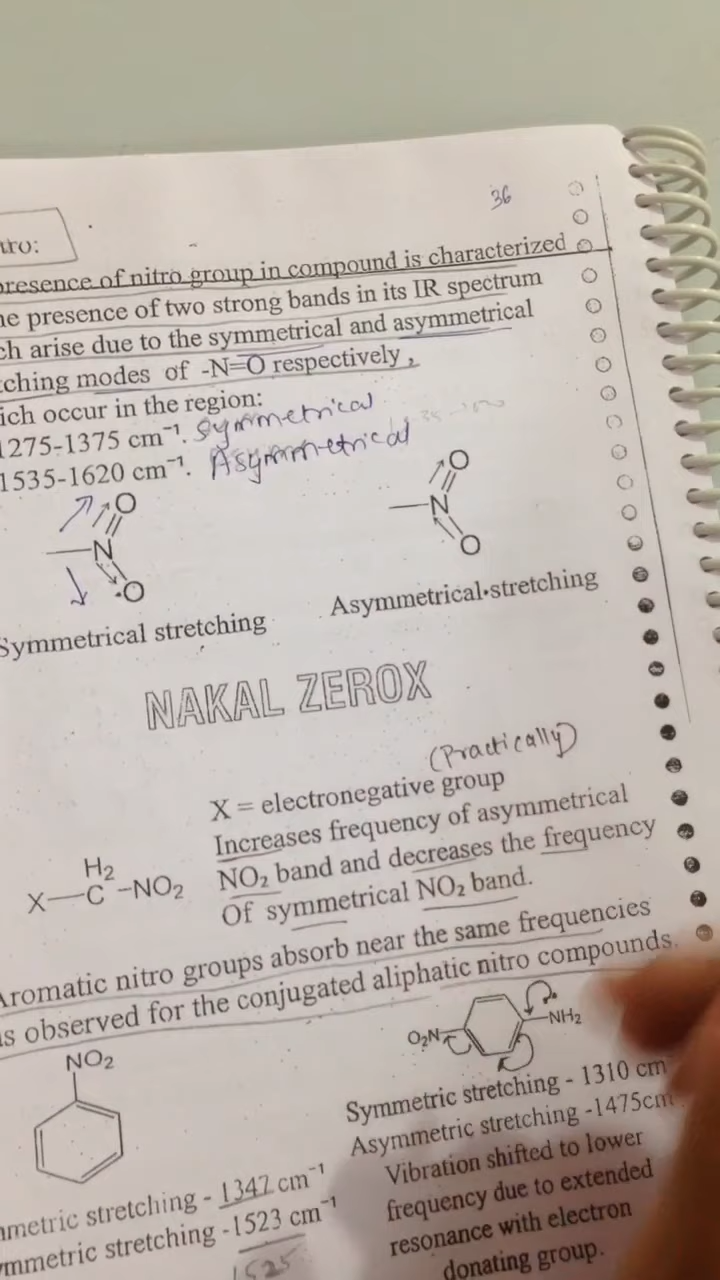 36
tro:
presence of nitro group in compound is characterized
he presence of two strong bands in its IR spectrum
ch arise due to the symmetrical and asymmetrical
ching modes of -N=O respectively,
ich occur in the region:
1275-1375 cm⁻¹. Symmetrical
1535-1620 cm⁻¹. Asymmetrical
O O
N N
O O
Symmetrical stretching Asymmetrical stretching
NAKAL ZEROX
(Practically)
X = electronegative group
Increases frequency of asymmetrical
NO₂ band and decreases the frequency
Of symmetrical NO₂ band.
H₂
X—C-NO₂
Aromatic nitro groups absorb near the same frequencies
as observed for the conjugated aliphatic nitro compounds.
NO₂
O₂N NH₂
Symmetric stretching - 1310 cm
Asymmetric stretching -1475cm
Vibration shifted to lower
frequency due to extended
resonance with electron
donating group.
mmetric stretching - 1347 cm⁻¹
mmetric stretching -1523 cm⁻¹
1525